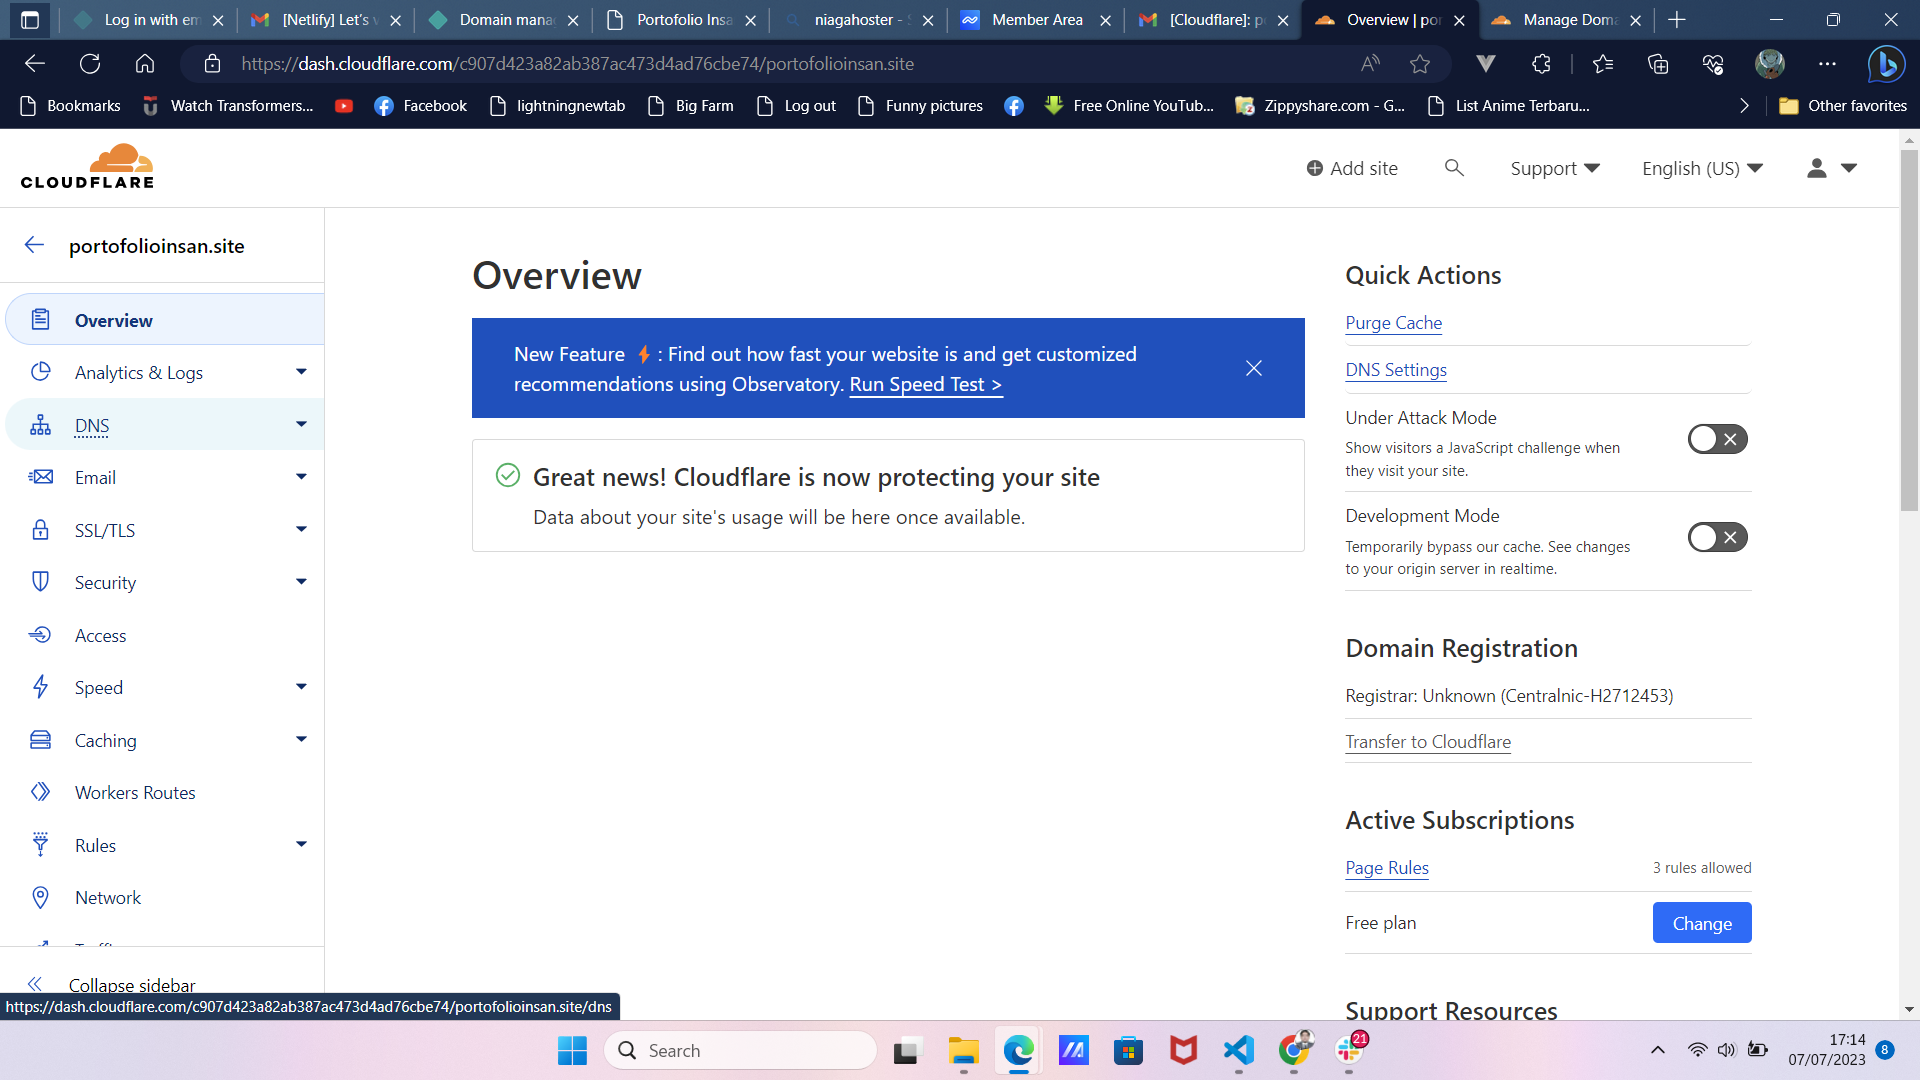 Log in with em
[Netlify] Let's v
Domain mana
Portofolio Insa
niagahoster - S
Member Area
[Cloudflare]: p
Overview | por
Manage Doma
https://dash.cloudflare.com/c907d423a82ab387ac473d4ad76cbe74/portofolioinsan.site
Bookmarks
Watch Transformers...
Facebook
lightningnewtab
Big Farm
Log out
Funny pictures
Free Online YouTub...
Zippyshare.com - G...
List Anime Terbaru...
Other favorites
CLOUDFLARE
Add site
Support
English (US)
portofolioinsan.site
Overview
Analytics & Logs
DNS
Email
SSL/TLS
Security
Access
Speed
Caching
Workers Routes
Rules
Network
Collapse sidebar
https://dash.cloudflare.com/c907d423a82ab387ac473d4ad76cbe74/portofolioinsan.site/dns
Overview
New Feature ⚡: Find out how fast your website is and get customized
recommendations using Observatory. Run Speed Test >
Great news! Cloudflare is now protecting your site
Data about your site's usage will be here once available.
Quick Actions
Purge Cache
DNS Settings
Under Attack Mode
Show visitors a JavaScript challenge when
they visit your site.
Development Mode
Temporarily bypass our cache. See changes
to your origin server in realtime.
Domain Registration
Registrar: Unknown (Centralnic-H2712453)
Transfer to Cloudflare
Active Subscriptions
Page Rules
3 rules allowed
Free plan
Change
Support Resources
Search
21
17:14
07/07/2023
8